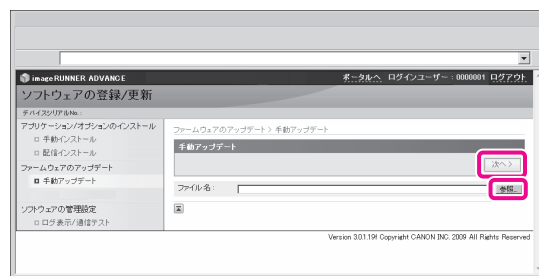 imageRUNNER ADVANCE
ポータルへ ログインユーザー : 0000001 ログアウト
ソフトウェアの登録/更新
デバイスシリアルNo.:
アプリケーション/オプションのインストール
手動インストール
配信インストール
ファームウェアのアップデート
手動アップデート
ソフトウェアの管理設定
ログ表示/通信テスト
ファームウェアのアップデート > 手動アップデート
手動アップデート
次へ >
ファイル名:
参照...
Version 3.0.1.19f Copyright CANON INC. 2009 All Rights Reserved